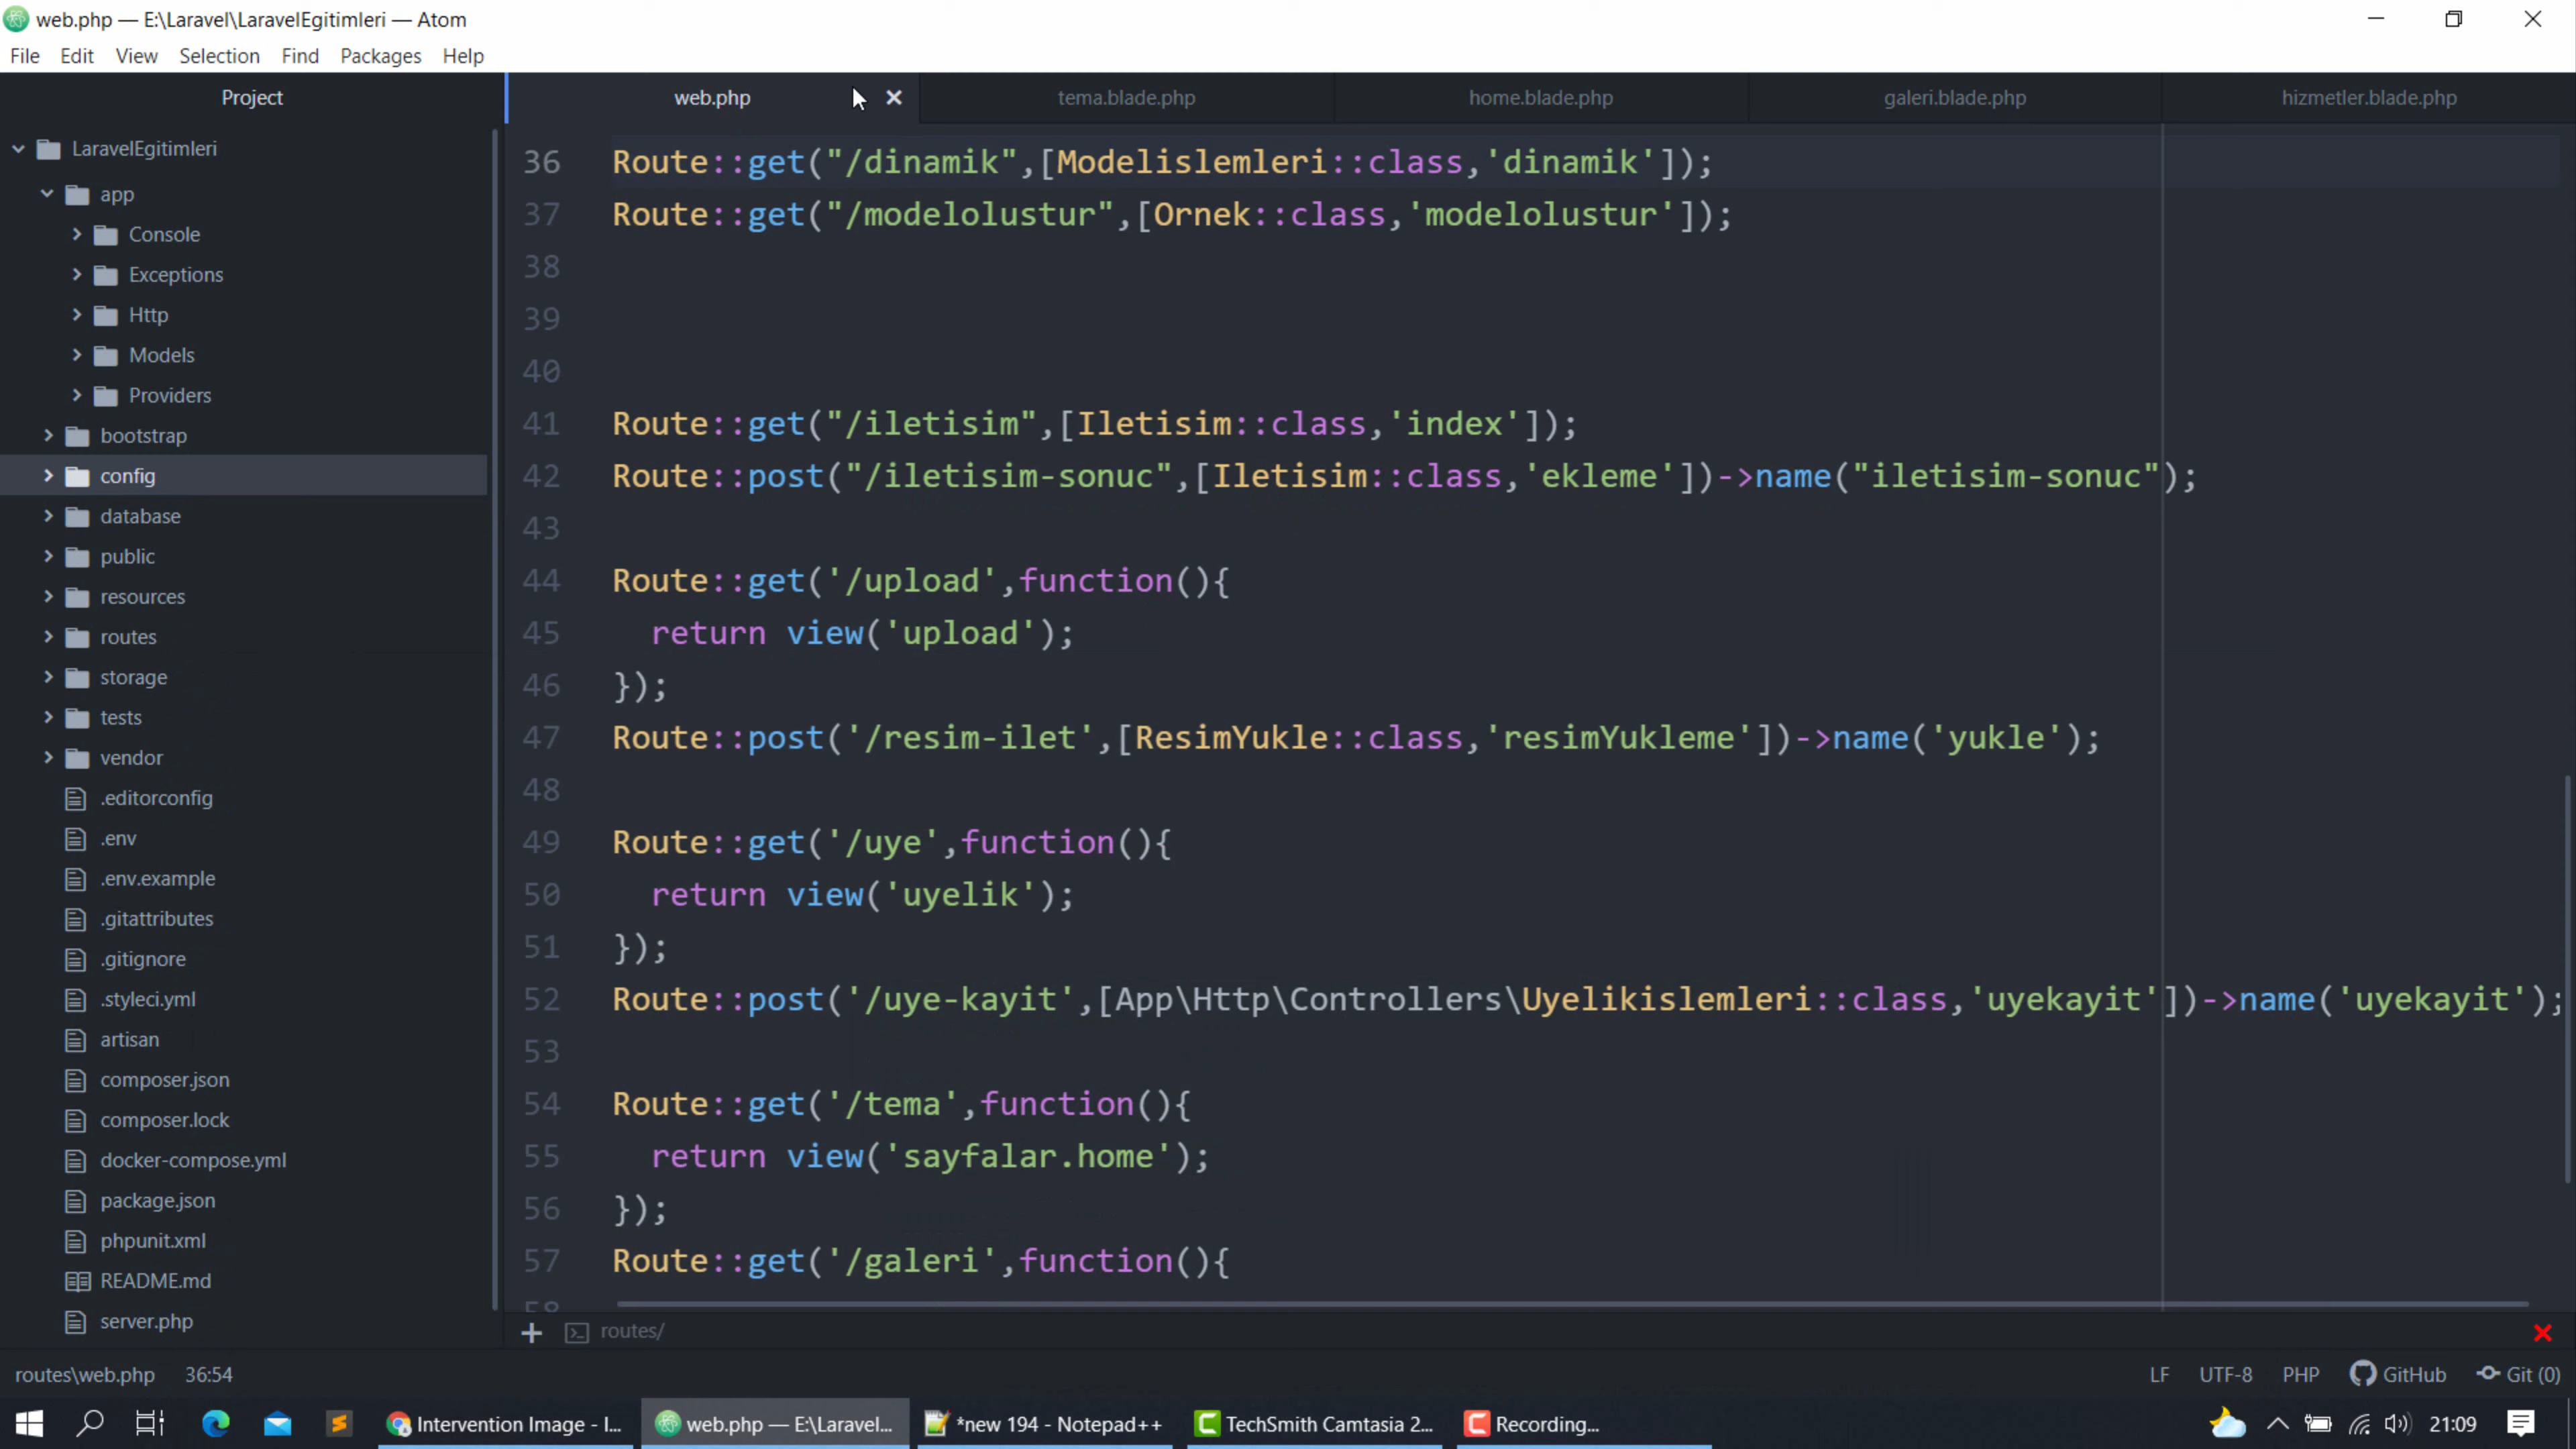 web.php — E:\Laravel\LaravelEgitimleri — Atom
File Edit View Selection Find Packages Help
Project
LaravelEgitimleri
app
Console
Exceptions
Http
Models
Providers
bootstrap
config
database
public
resources
routes
storage
tests
vendor
.editorconfig
.env
.env.example
.gitattributes
.gitignore
.styleci.yml
artisan
composer.json
composer.lock
docker-compose.yml
package.json
phpunit.xml
README.md
server.php
web.php tema.blade.php home.blade.php galeri.blade.php hizmetler.blade.php
36 Route::get("/dinamik",[Modelislemleri::class,'dinamik']);
37 Route::get("/modelolustur",[Ornek::class,'modelolustur']);
38
39
40
41 Route::get("/iletisim",[Iletisim::class,'index']);
42 Route::post("/iletisim-sonuc",[Iletisim::class,'ekleme'])->name("iletisim-sonuc");
43
44 Route::get('/upload',function(){
45 return view('upload');
46 });
47 Route::post('/resim-ilet',[ResimYukle::class,'resimYukleme'])->name('yukle');
48
49 Route::get('/uye',function(){
50 return view('uyelik');
51 });
52 Route::post('/uye-kayit',[App\Http\Controllers\Uyelikislemleri::class,'uyekayit'])->name('uyekayit');
53
54 Route::get('/tema',function(){
55 return view('sayfalar.home');
56 });
57 Route::get('/galeri',function(){
58
routes/
routes\web.php 36:54 LF UTF-8 PHP GitHub Git (0)
Intervention Image - I... web.php — E:\Laravel... *new 194 - Notepad++ TechSmith Camtasia 2... Recording... 21:09